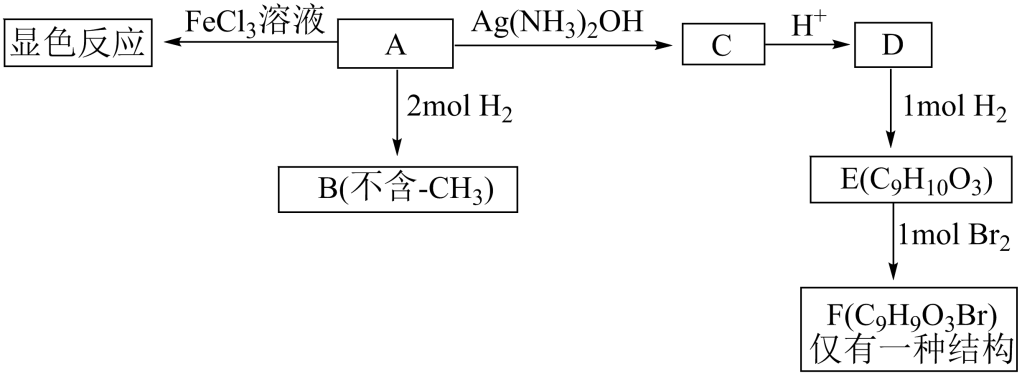 FeCl₃溶液
Ag(NH₃)₂OH
H⁺
显色反应
A
C
D
2mol H₂
1mol H₂
B(不含-CH₃)
E(C₉H₁₀O₃)
1mol Br₂
F(C₉H₉O₃Br)
仅有一种结构